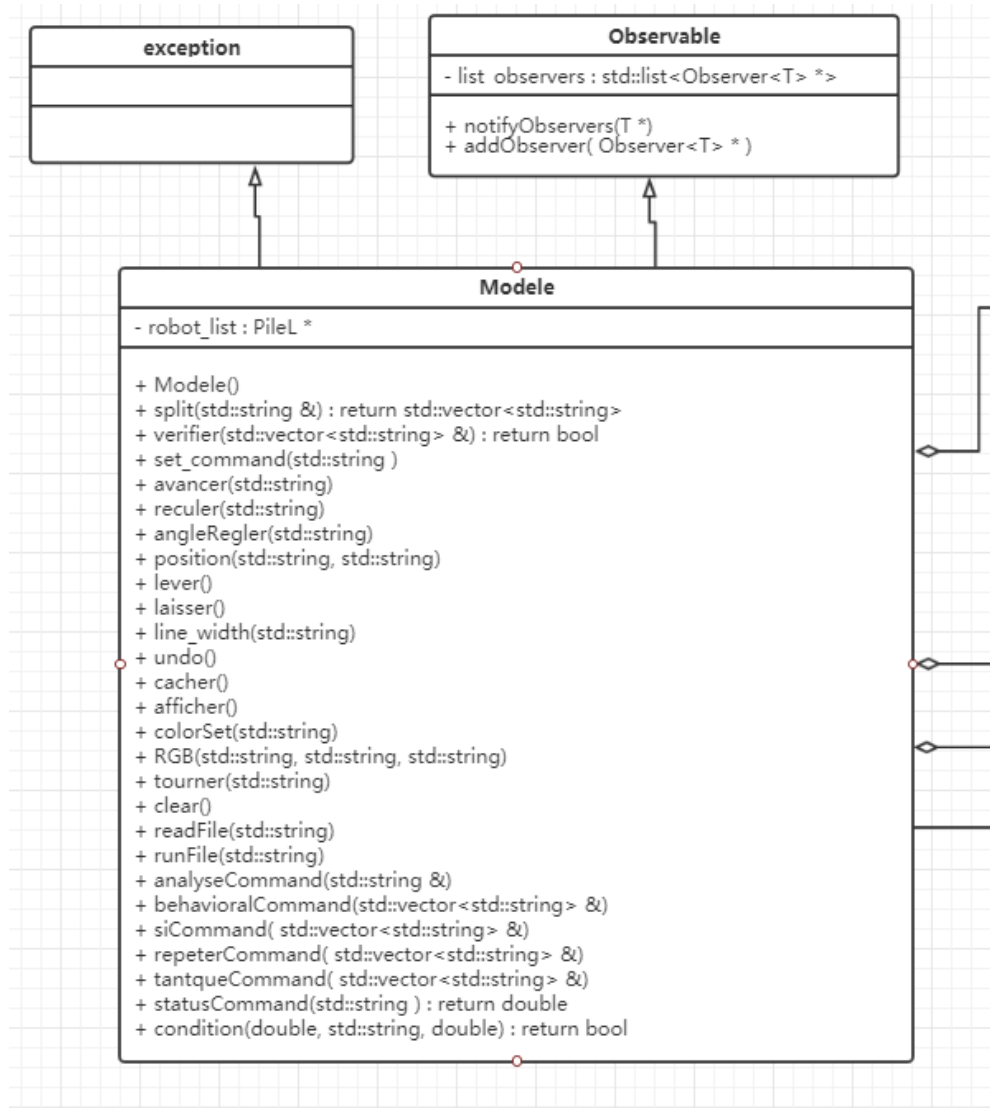 exception
Observable
- list observers : std::list<Observer<T> *>
+ notifyObservers(T *)
+ addObserver( Observer<T> * )
Modele
- robot_list : PileL *
+ Modele()
+ split(std::string &) : return std::vector<std::string>
+ verifier(std::vector<std::string> &) : return bool
+ set_command(std::string )
+ avancer(std::string)
+ reculer(std::string)
+ angleRegler(std::string)
+ position(std::string, std::string)
+ lever()
+ laisser()
+ line_width(std::string)
+ undo()
+ cacher()
+ afficher()
+ colorSet(std::string)
+ RGB(std::string, std::string, std::string)
+ tourner(std::string)
+ clear()
+ readFile(std::string)
+ runFile(std::string)
+ analyseCommand(std::string &)
+ behavioralCommand(std::vector<std::string> &)
+ siCommand( std::vector<std::string> &)
+ repeterCommand( std::vector<std::string> &)
+ tantqueCommand( std::vector<std::string> &)
+ statusCommand(std::string ) : return double
+ condition(double, std::string, double) : return bool